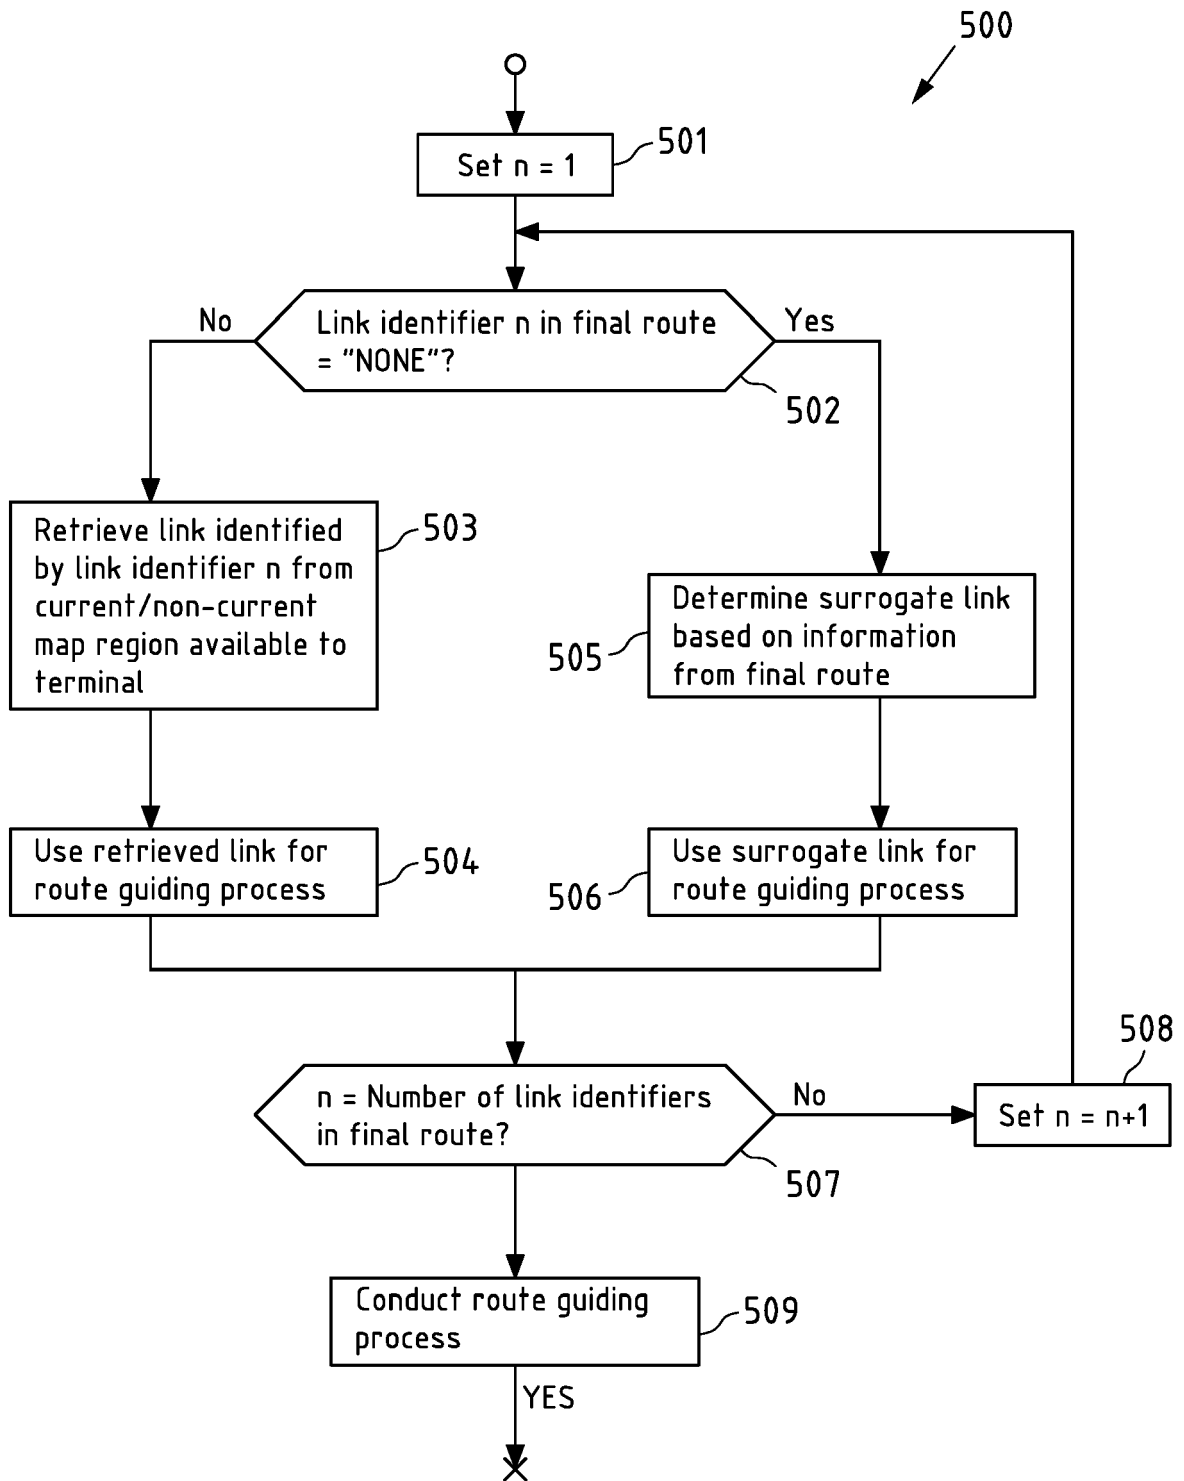 500
Set n = 1
501
No
Link identifier n in final route
= "NONE"?
Yes
502
Retrieve link identified
by link identifier n from
current/non-current
map region available to
terminal
503
Determine surrogate link
based on information
from final route
505
Use retrieved link for
route guiding process
504
Use surrogate link for
route guiding process
506
n = Number of link identifiers
in final route?
No
507
508
Set n = n+1
Conduct route guiding
process
509
YES